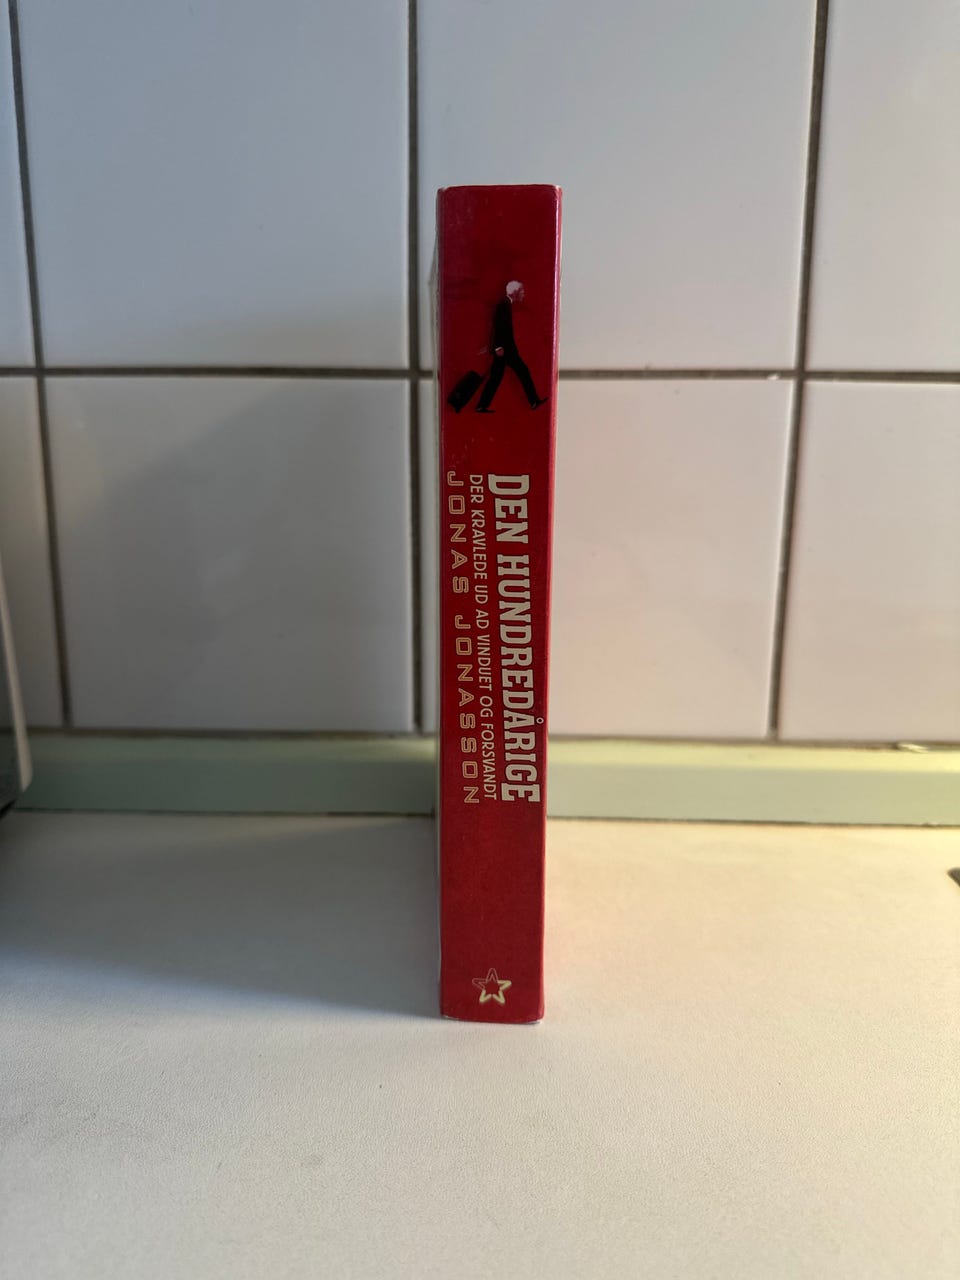 DEN HUNDREDÅRIGE
DER KRAVLEDE UD AD VINDUET OG FORSVANDT
JONAS JONASSON